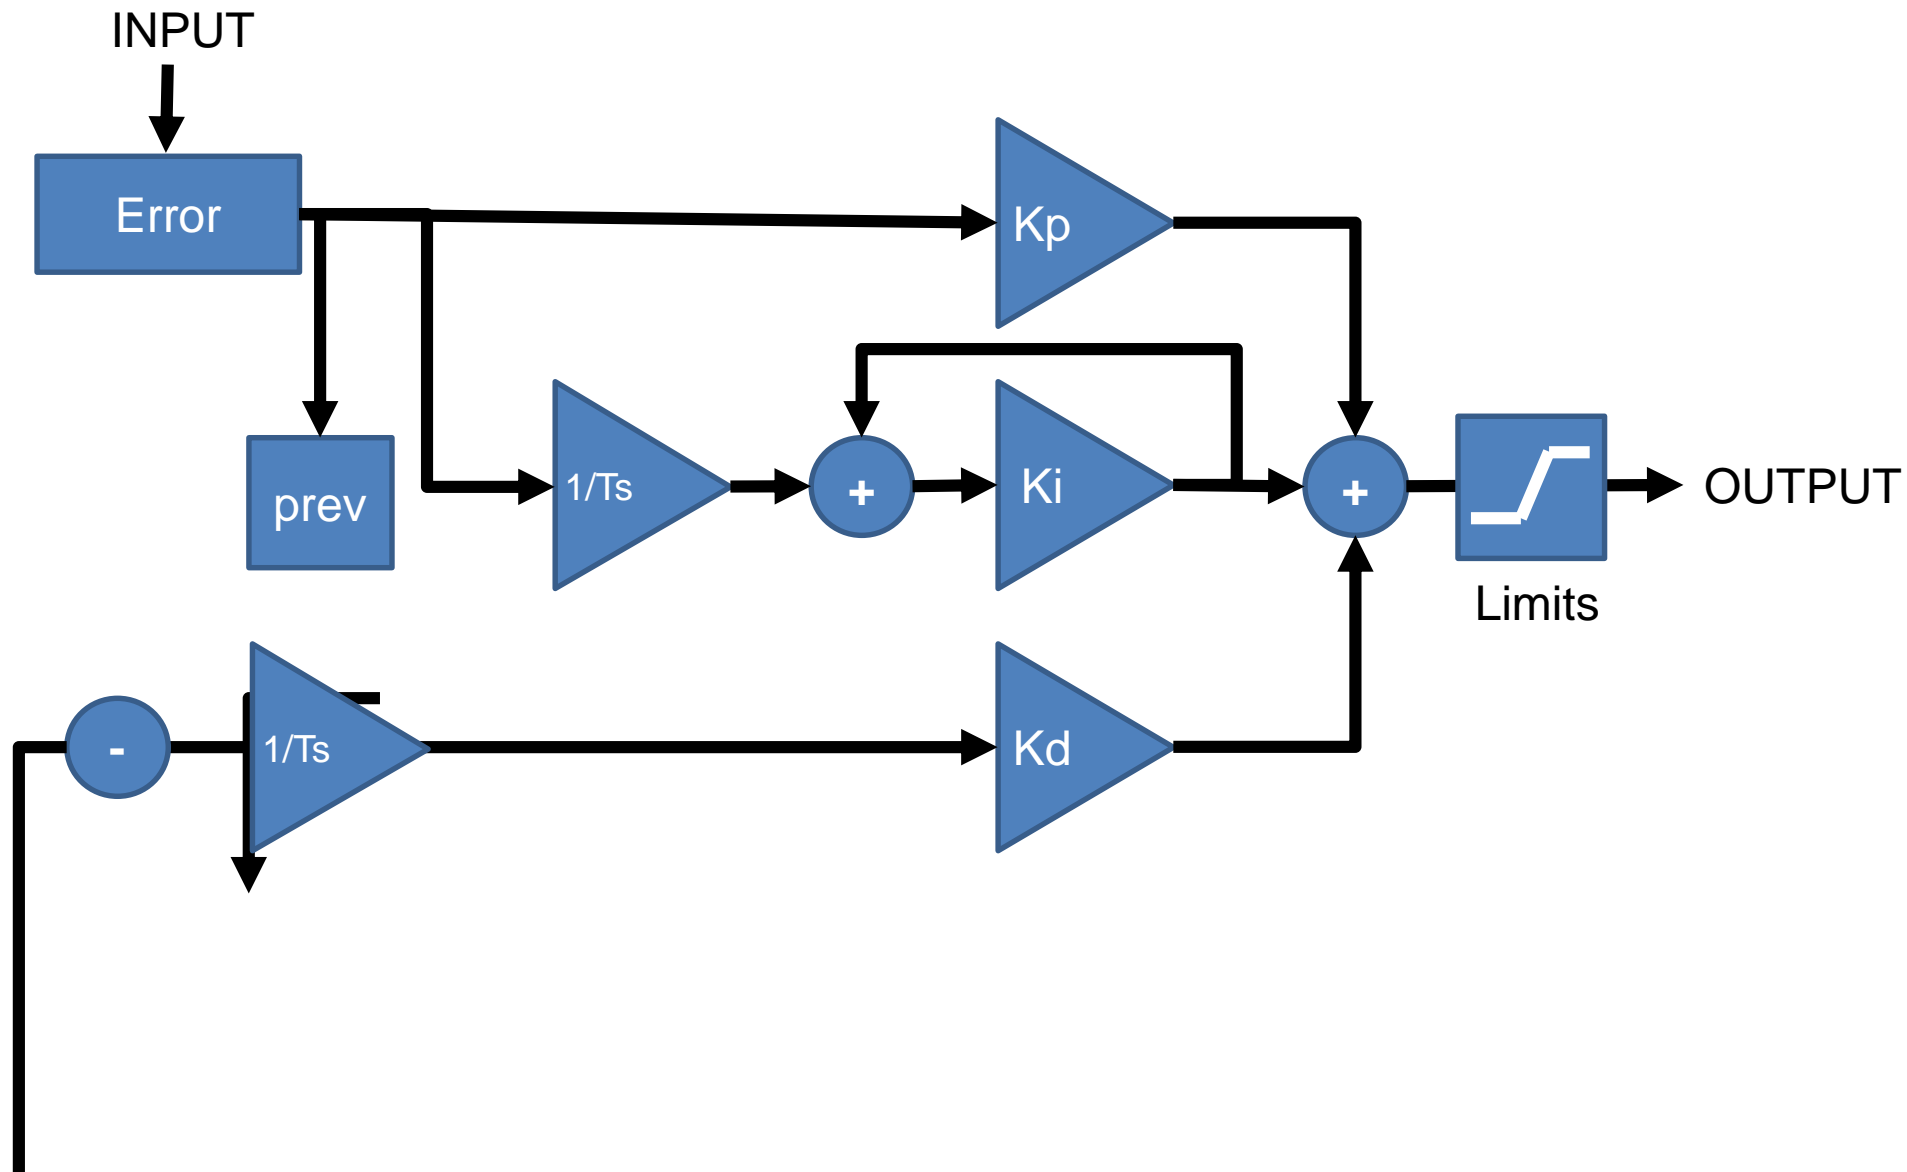 INPUT
Error
Kp
prev
1/Ts
+
Ki
+
OUTPUT
Limits
-
1/Ts
Kd